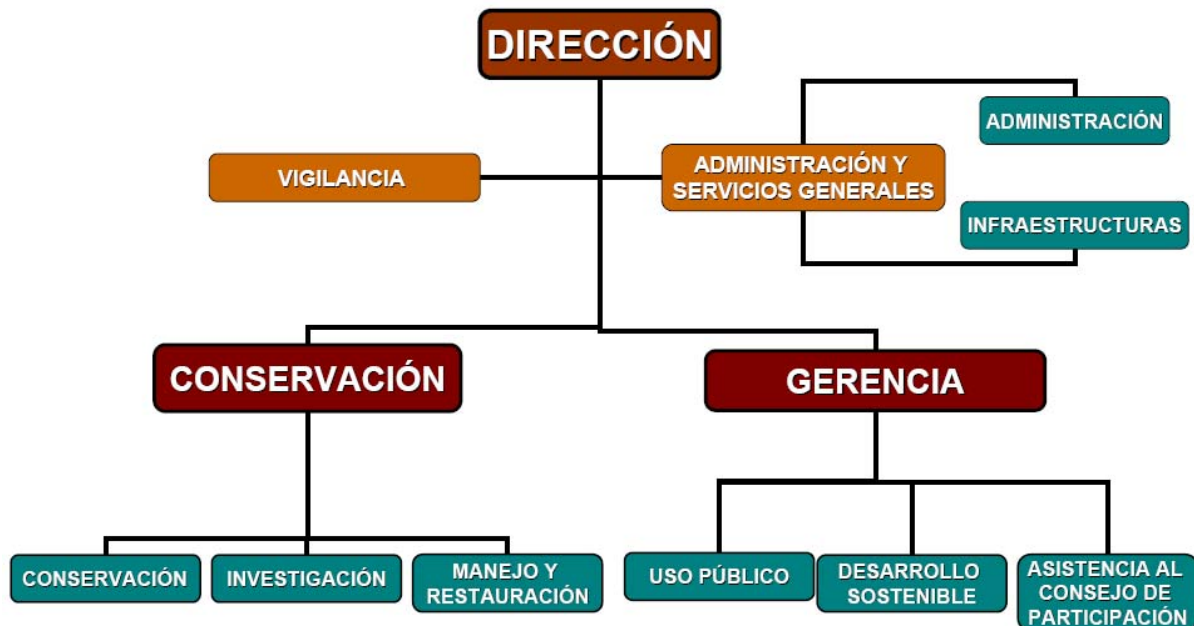 DIRECCIÓN
ADMINISTRACIÓN
VIGILANCIA
ADMINISTRACIÓN Y
SERVICIOS GENERALES
INFRAESTRUCTURAS
CONSERVACIÓN
GERENCIA
CONSERVACIÓN
INVESTIGACIÓN
MANEJO Y
RESTAURACIÓN
USO PÚBLICO
DESARROLLO
SOSTENIBLE
ASISTENCIA AL
CONSEJO DE
PARTICIPACIÓN